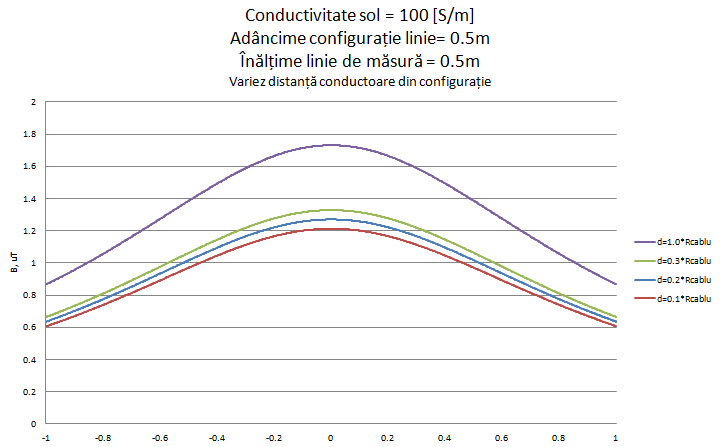 Conductivitate sol = 100 [S/m]
Adâncime configurație linie= 0.5m
Înălțime linie de măsură = 0.5m
Variez distanță conductoare din configurație
B, uT
2
1.8
1.6
1.4
1.2
1
0.8
0.6
0.4
0.2
0
-1 -0.8 -0.6 -0.4 -0.2 0 0.2 0.4 0.6 0.8 1
d=1.0*Rcablu
d=0.3*Rcablu
d=0.2*Rcablu
d=0.1*Rcablu